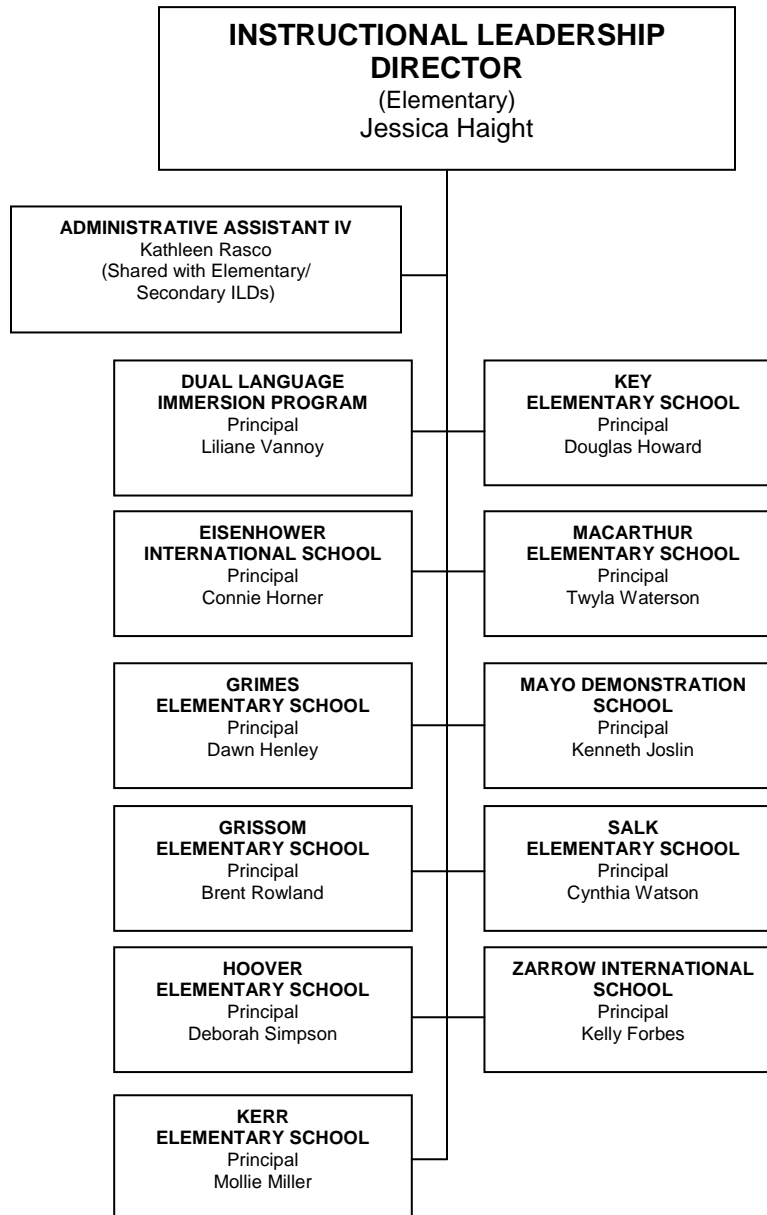 INSTRUCTIONAL LEADERSHIP
DIRECTOR
(Elementary)
Jessica Haight
ADMINISTRATIVE ASSISTANT IV
Kathleen Rasco
(Shared with Elementary/
Secondary ILDs)
DUAL LANGUAGE
IMMERSION PROGRAM
Principal
Liliane Vannoy
KEY
ELEMENTARY SCHOOL
Principal
Douglas Howard
EISENHOWER
INTERNATIONAL SCHOOL
Principal
Connie Horner
MACARTHUR
ELEMENTARY SCHOOL
Principal
Twyla Waterson
GRIMES
ELEMENTARY SCHOOL
Principal
Dawn Henley
MAYO DEMONSTRATION
SCHOOL
Principal
Kenneth Joslin
GRISSOM
ELEMENTARY SCHOOL
Principal
Brent Rowland
SALK
ELEMENTARY SCHOOL
Principal
Cynthia Watson
HOOVER
ELEMENTARY SCHOOL
Principal
Deborah Simpson
ZARROW INTERNATIONAL
SCHOOL
Principal
Kelly Forbes
KERR
ELEMENTARY SCHOOL
Principal
Mollie Miller